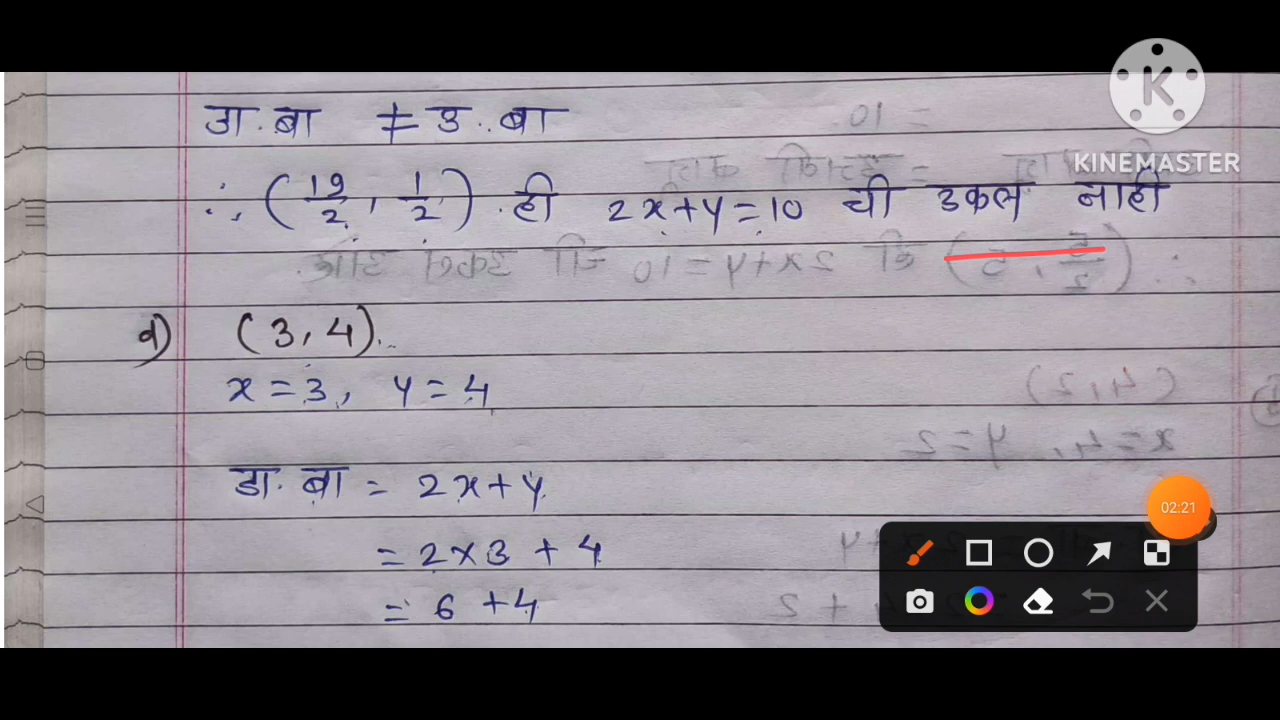 KINEMASTER
डा. बा ≠ उ. बा
∴ (19/2, 1/2) ही 2x+y=10 ची उकल नाही
व) (3, 4).
x = 3, y = 4
डा. बा = 2x+y
= 2×3 + 4
= 6 +4
02:21